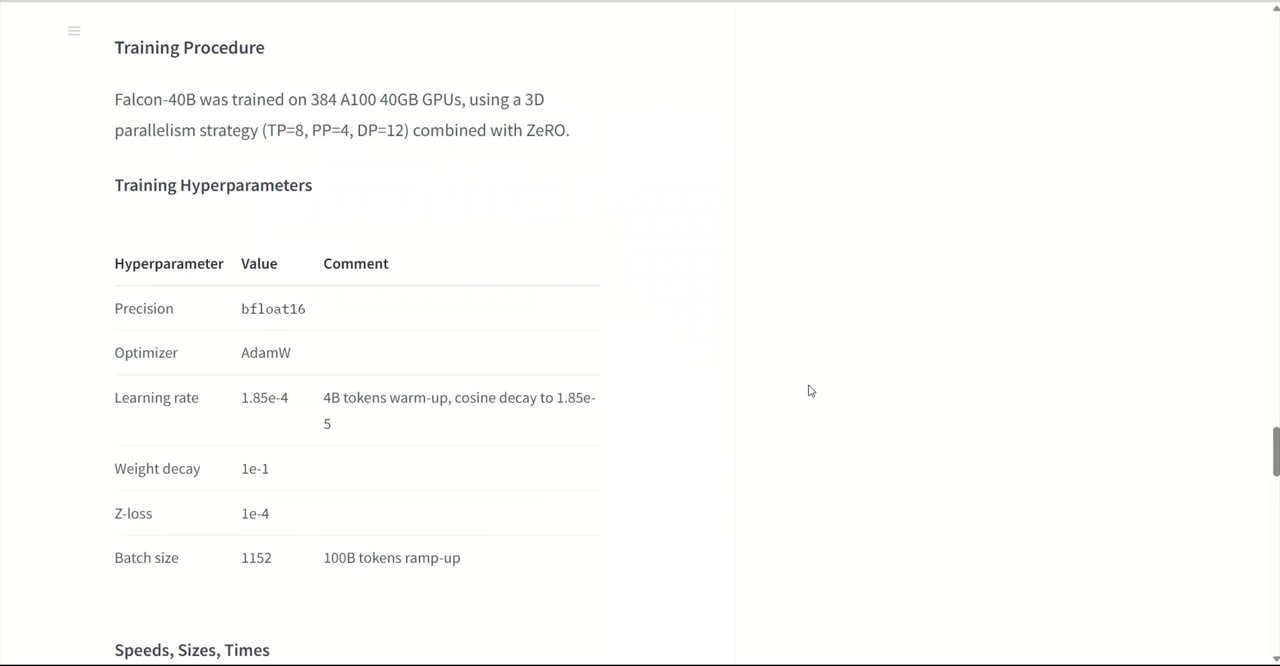 Training Procedure
Falcon-40B was trained on 384 A100 40GB GPUs, using a 3D
parallelism strategy (TP=8, PP=4, DP=12) combined with ZeRO.
Training Hyperparameters
Hyperparameter Value Comment
Precision bfloat16
Optimizer AdamW
Learning rate 1.85e-4 4B tokens warm-up, cosine decay to 1.85e-
5
Weight decay 1e-1
Z-loss 1e-4
Batch size 1152 100B tokens ramp-up
Speeds, Sizes, Times